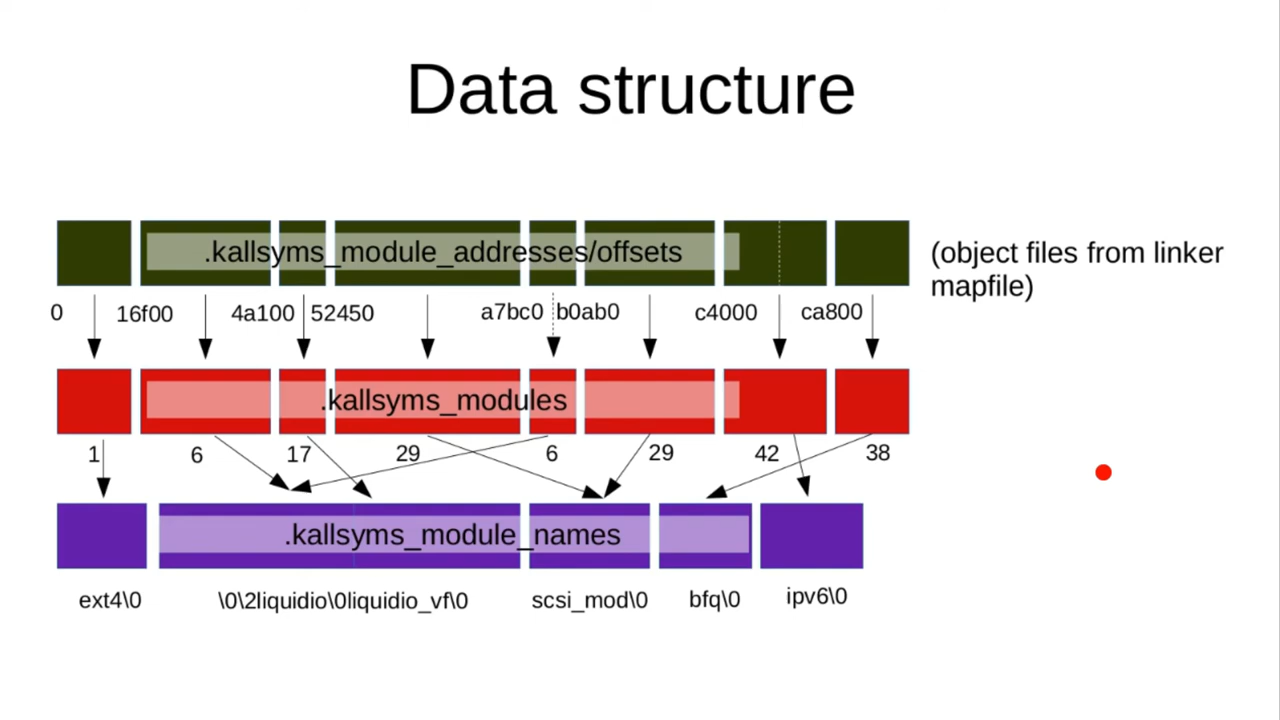 Data structure
.kallsyms_module_addresses/offsets
(object files from linker
mapfile)
0 16f00 4a100 52450 a7bc0 b0ab0 c4000 ca800
.kallsyms_modules
1 6 17 29 6 29 42 38
.kallsyms_module_names
ext4\0 \0\2liquidio\0liquidio_vf\0 scsi_mod\0 bfq\0 ipv6\0